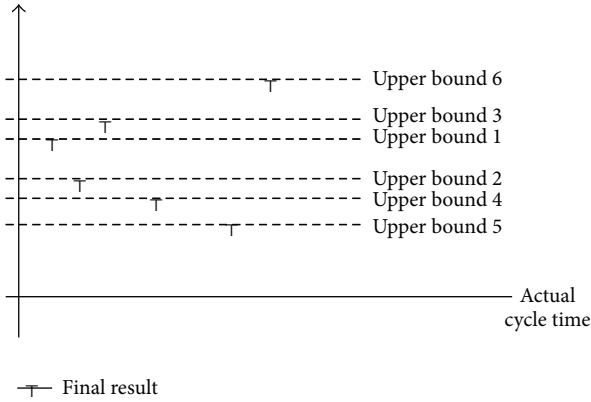 Upper bound 6
Upper bound 3
Upper bound 1
Upper bound 2
Upper bound 4
Upper bound 5
Actual
cycle time
Final result